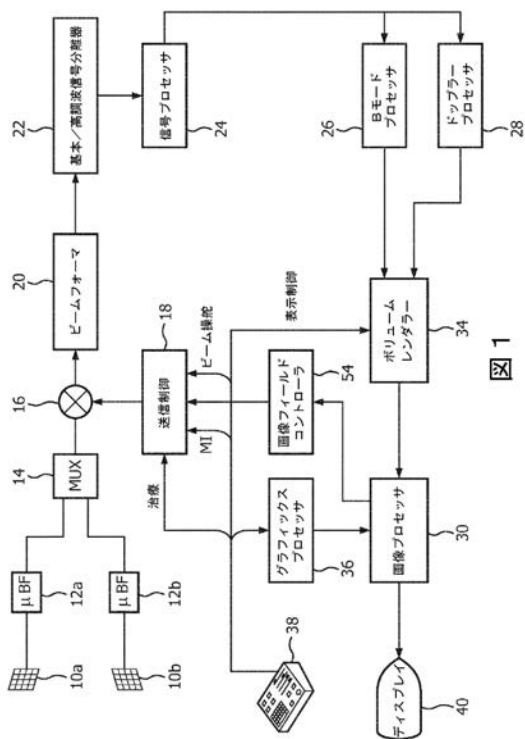 10a
10b
μBF
12a
μBF
12b
MUX
14
16
ビームフォーマ
20
基本／高調波信号分離器
22
信号プロセッサ
24
送信制御
18
治療
MI
ビーム操舵
表示制御
画像フィールド
コントローラ
54
グラフィックス
プロセッサ
36
Bモード
プロセッサ
26
ドップラー
プロセッサ
28
ボリューム
レンダラー
34
画像プロセッサ
30
38
ディスプレイ
40
図1